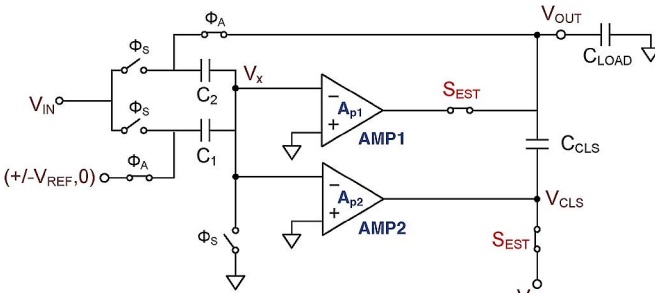 Φ_A
V_OUT
Φ_S
C_LOAD
C_2
V_x
S_EST
V_IN
A_p1
AMP1
Φ_S
C_1
C_CLS
Φ_A
(+/-V_REF,0)
A_p2
AMP2
V_CLS
Φ_S
S_EST